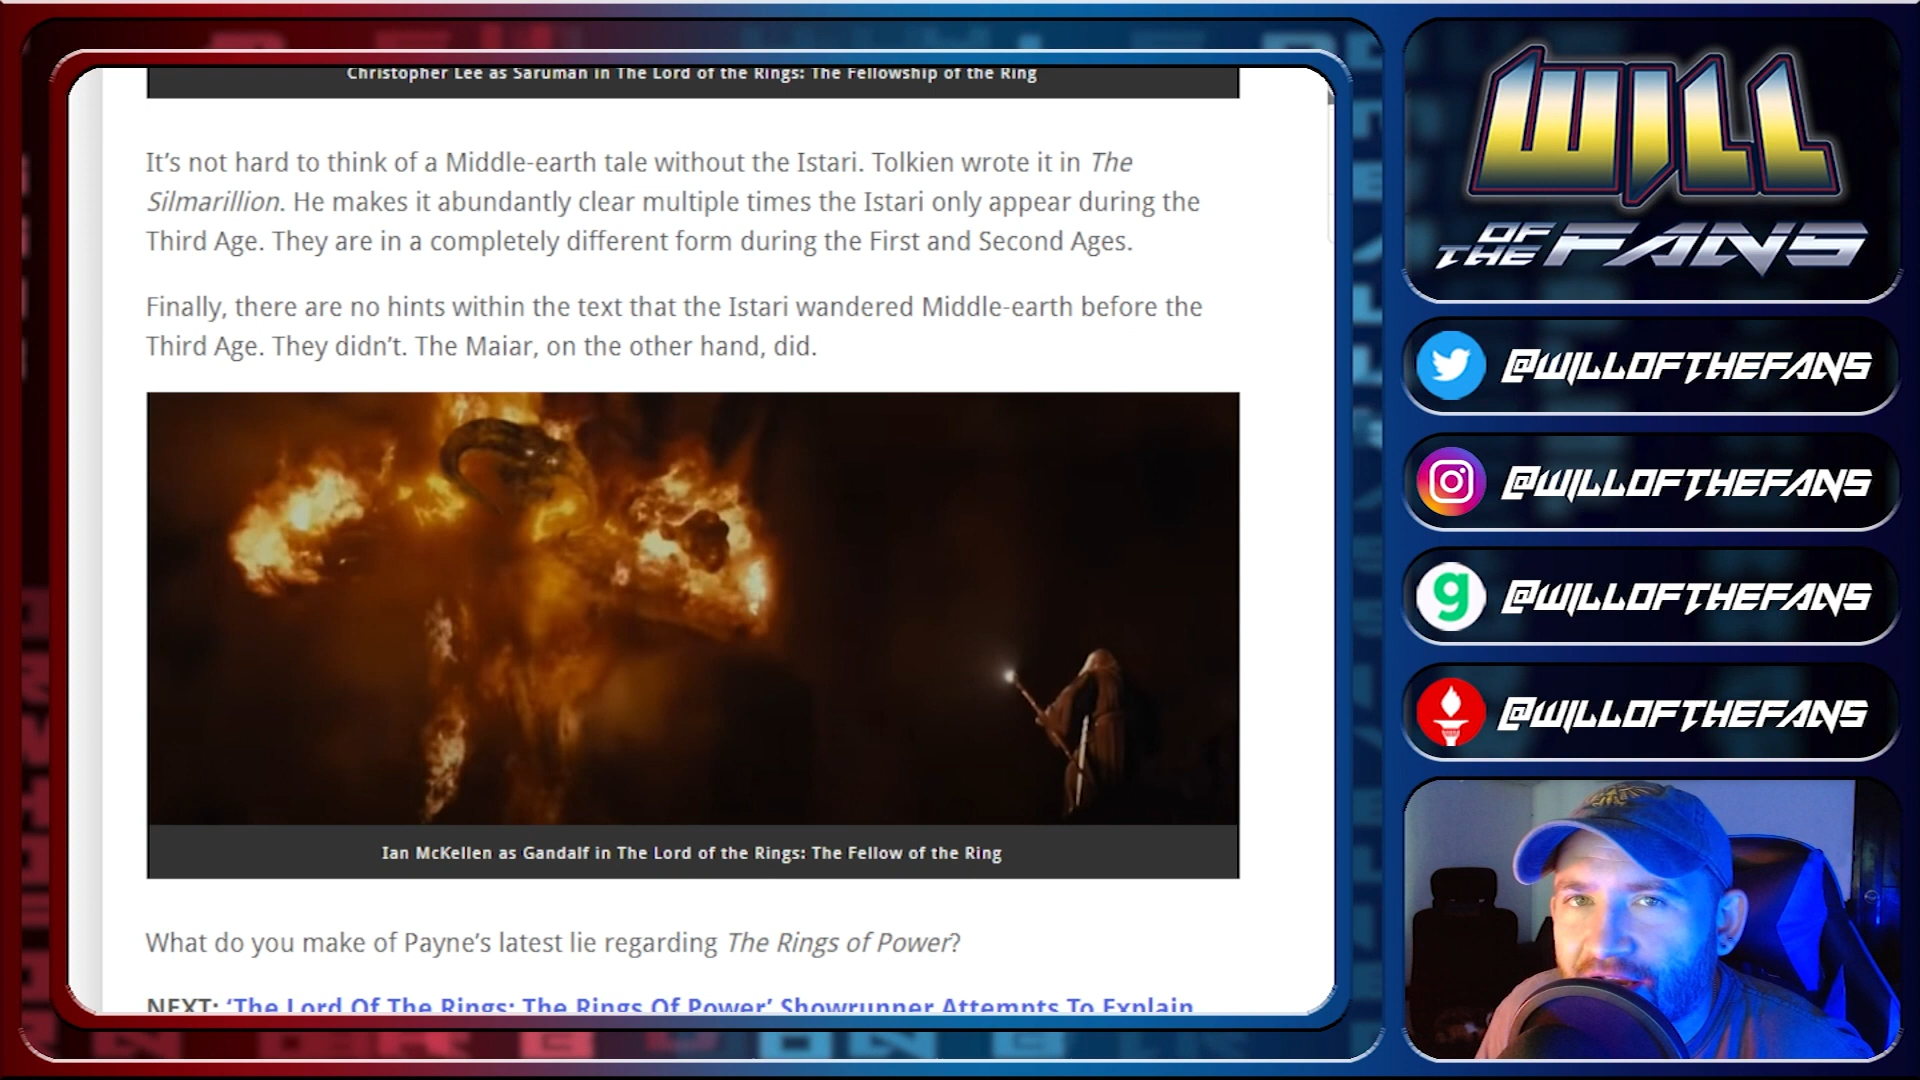 Christopher Lee as Saruman in The Lord of the Rings: The Fellowship of the Ring
It’s not hard to think of a Middle-earth tale without the Istari. Tolkien wrote it in The
Silmarillion. He makes it abundantly clear multiple times the Istari only appear during the
Third Age. They are in a completely different form during the First and Second Ages.
Finally, there are no hints within the text that the Istari wandered Middle-earth before the
Third Age. They didn’t. The Maiar, on the other hand, did.
Ian McKellen as Gandalf in The Lord of the Rings: The Fellow of the Ring
What do you make of Payne’s latest lie regarding The Rings of Power?
NEXT: ‘The Lord Of The Rings: The Rings Of Power’ Showrunner Attempts To Explain
WILL
OF THE FANS
@WILLOFTHEFANS
@WILLOFTHEFANS
g @WILLOFTHEFANS
@WILLOFTHEFANS